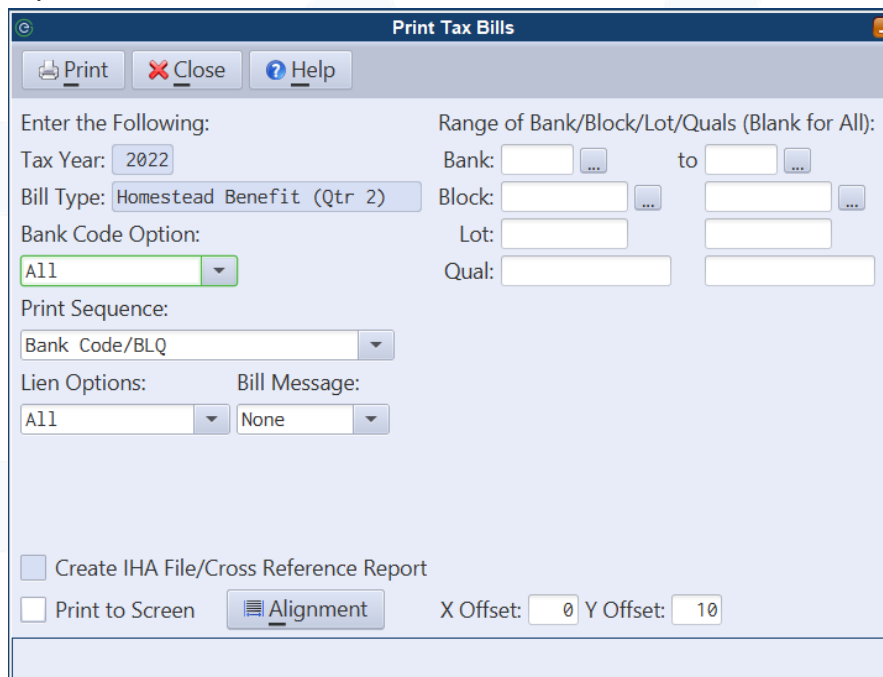 Print Tax Bills
Print Close Help
Enter the Following: Range of Bank/Block/Lot/Quals (Blank for All):
Tax Year: 2022 Bank: ... to ...
Bill Type: Homestead Benefit (Qtr 2) Block: ... ...
Bank Code Option: Lot:
All Qual:
Print Sequence:
Bank Code/BLQ
Lien Options: Bill Message:
All None
Create IHA File/Cross Reference Report
Print to Screen Alignment X Offset: 0 Y Offset: 10